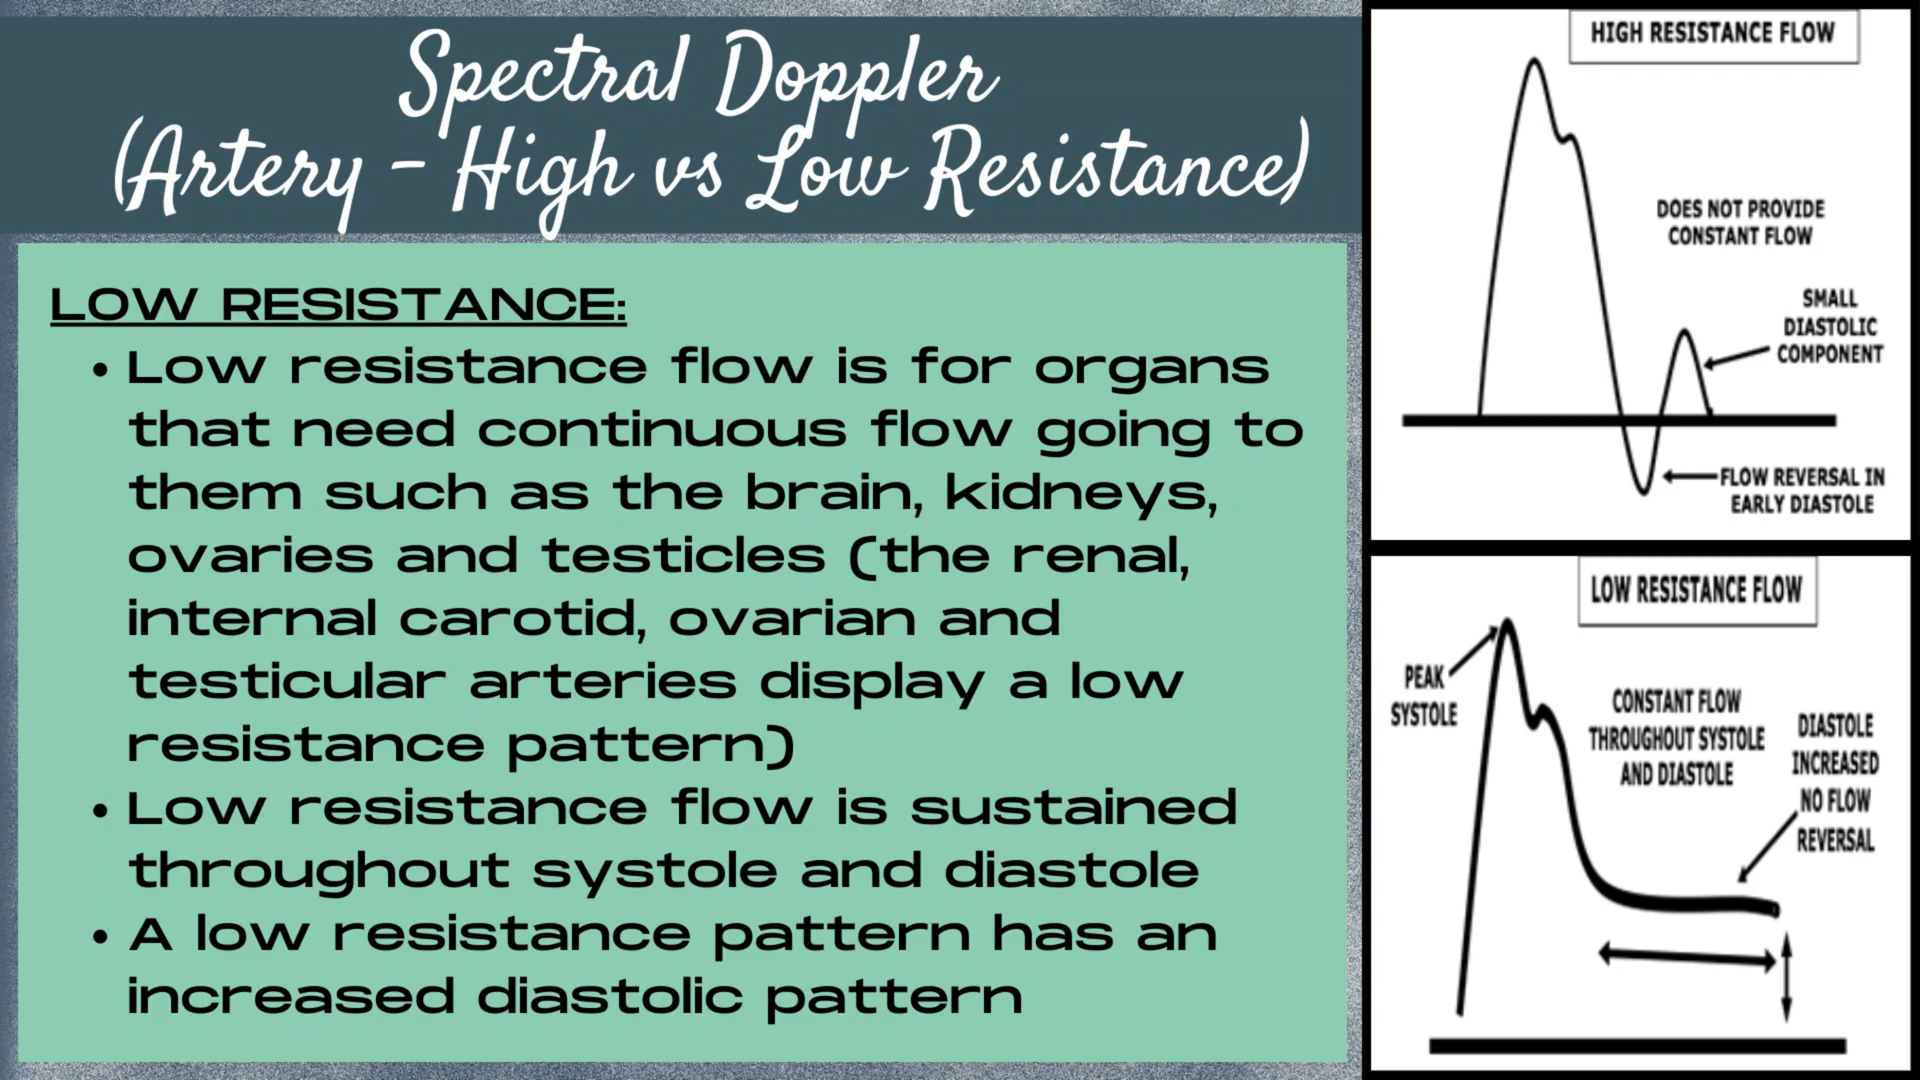 Spectral Doppler
(Artery - High vs Low Resistance)
LOW RESISTANCE:
• Low resistance flow is for organs
that need continuous flow going to
them such as the brain, kidneys,
ovaries and testicles (the renal,
internal carotid, ovarian and
testicular arteries display a low
resistance pattern)
• Low resistance flow is sustained
throughout systole and diastole
• A low resistance pattern has an
increased diastolic pattern
HIGH RESISTANCE FLOW
DOES NOT PROVIDE
CONSTANT FLOW
SMALL
DIASTOLIC
COMPONENT
FLOW REVERSAL IN
EARLY DIASTOLE
LOW RESISTANCE FLOW
PEAK
SYSTOLE
CONSTANT FLOW
THROUGHOUT SYSTOLE
AND DIASTOLE
DIASTOLE
INCREASED
NO FLOW
REVERSAL